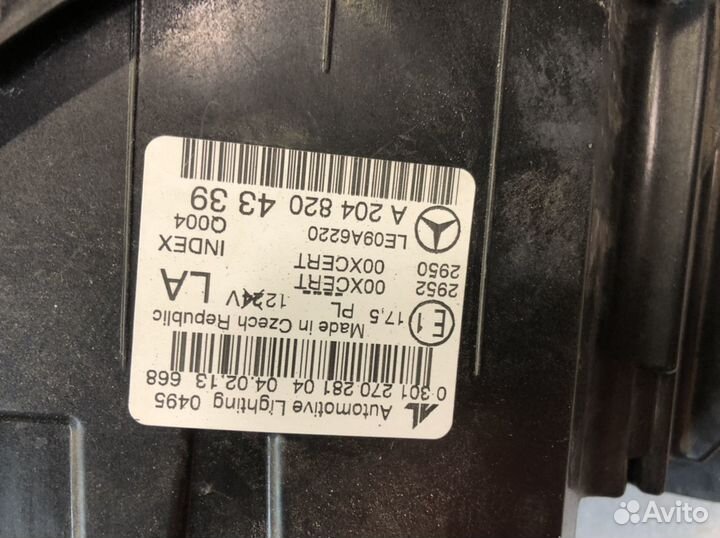 AL Automotive Lighting 0495
0 301 270 281 04 04.02.13 668
Made in Czech Republic
E1 17,5 PL 1224V LA
2952 00XCERT
2950 00XCERT INDEX
LE09A6220 Q004
A 204 820 43 39
Avito